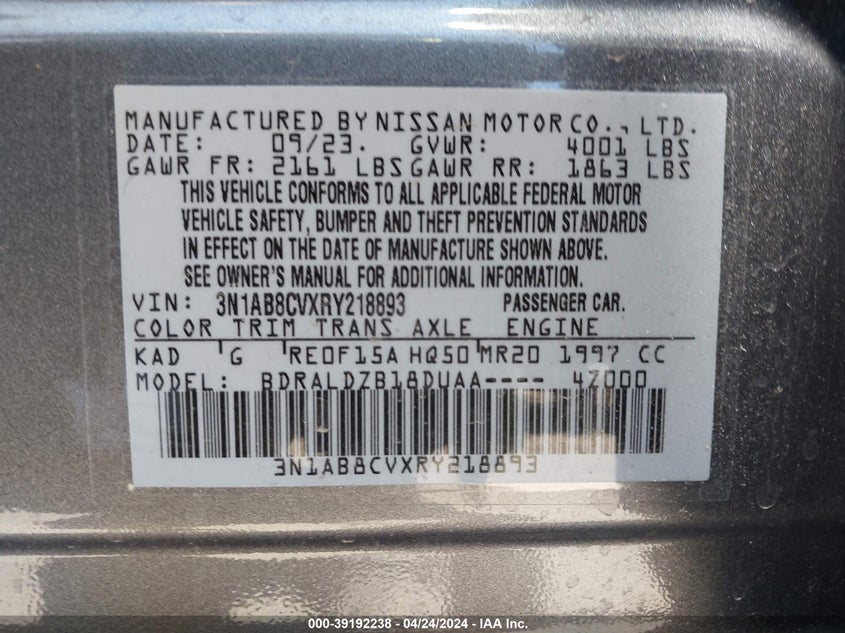 MANUFACTURED BY NISSAN MOTOR CO., LTD.
DATE: 09/23. GVWR: 4001 LBS
GAWR FR: 2161 LBS GAWR RR: 1863 LBS
THIS VEHICLE CONFORMS TO ALL APPLICABLE FEDERAL MOTOR
VEHICLE SAFETY, BUMPER AND THEFT PREVENTION STANDARDS
IN EFFECT ON THE DATE OF MANUFACTURE SHOWN ABOVE.
SEE OWNER'S MANUAL FOR ADDITIONAL INFORMATION.
VIN: 3N1AB8CVXRY218893 PASSENGER CAR.
COLOR TRIM TRANS AXLE ENGINE
KAD G RE0F15A HQ50 MR20 1997 CC
MODEL: BDRALDZB18DUAA---- 4Z000
3N1AB8CVXRY218893
000-39192238 - 04/24/2024 - IAA Inc.